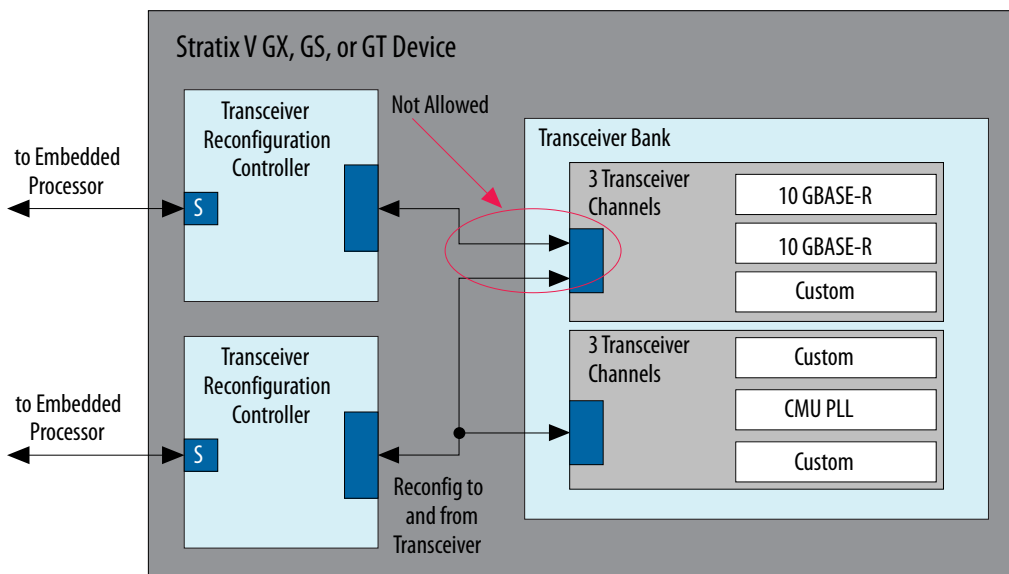 Stratix V GX, GS, or GT Device
Transceiver
Reconfiguration
Controller
Not Allowed
Transceiver Bank
to Embedded
Processor
S
3 Transceiver
Channels
10 GBASE-R
10 GBASE-R
Custom
Transceiver
Reconfiguration
Controller
3 Transceiver
Channels
Custom
CMU PLL
Custom
to Embedded
Processor
S
Reconfig to
and from
Transceiver